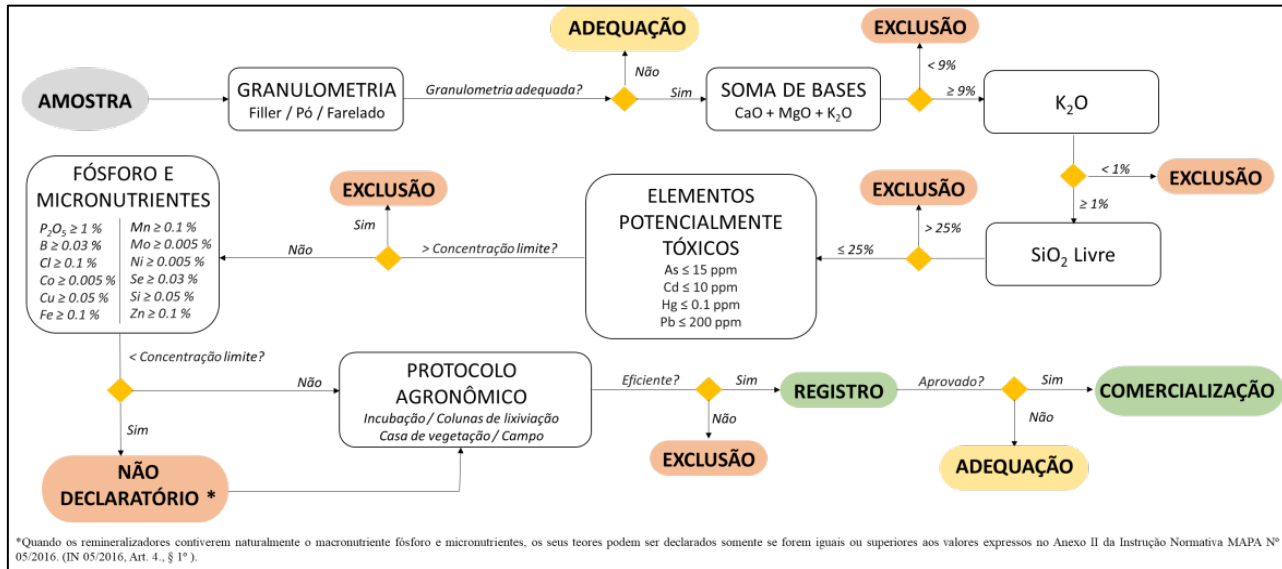 AMOSTRA
GRANULOMETRIA
Filler / Pó / Farelado
Granulometria adequada?
ADEQUAÇÃO
Não
Sim
SOMA DE BASES
CaO + MgO + K₂O
EXCLUSÃO
< 9%
≥ 9%
K₂O
< 1%
EXCLUSÃO
≥ 1%
SiO₂ Livre
EXCLUSÃO
> 25%
≤ 25%
ELEMENTOS
POTENCIALMENTE
TÓXICOS
As ≤ 15 ppm
Cd ≤ 10 ppm
Hg ≤ 0.1 ppm
Pb ≤ 200 ppm
> Concentração limite?
EXCLUSÃO
Sim
Não
FÓSFORO E
MICRONUTRIENTES
P₂O₅ ≥ 1 %
B ≥ 0.03 %
Cl ≥ 0.1 %
Co ≥ 0.005 %
Cu ≥ 0.05 %
Fe ≥ 0.1 %
Mn ≥ 0.1 %
Mo ≥ 0.005 %
Ni ≥ 0.005 %
Se ≥ 0.03 %
Si ≥ 0.05 %
Zn ≥ 0.1 %
< Concentração limite?
Não
Sim
NÃO
DECLARATÓRIO *
PROTOCOLO
AGRONÔMICO
Incubação / Colunas de lixiviação
Casa de vegetação / Campo
Eficiente?
Sim
Não
EXCLUSÃO
REGISTRO
Aprovado?
Sim
Não
ADEQUAÇÃO
COMERCIALIZAÇÃO
*Quando os remineralizadores contiverem naturalmente o macronutriente fósforo e micronutrientes, os seus teores podem ser declarados somente se forem iguais ou superiores aos valores expressos no Anexo II da Instrução Normativa MAPA Nº
05/2016. (IN 05/2016, Art. 4., § 1º ).